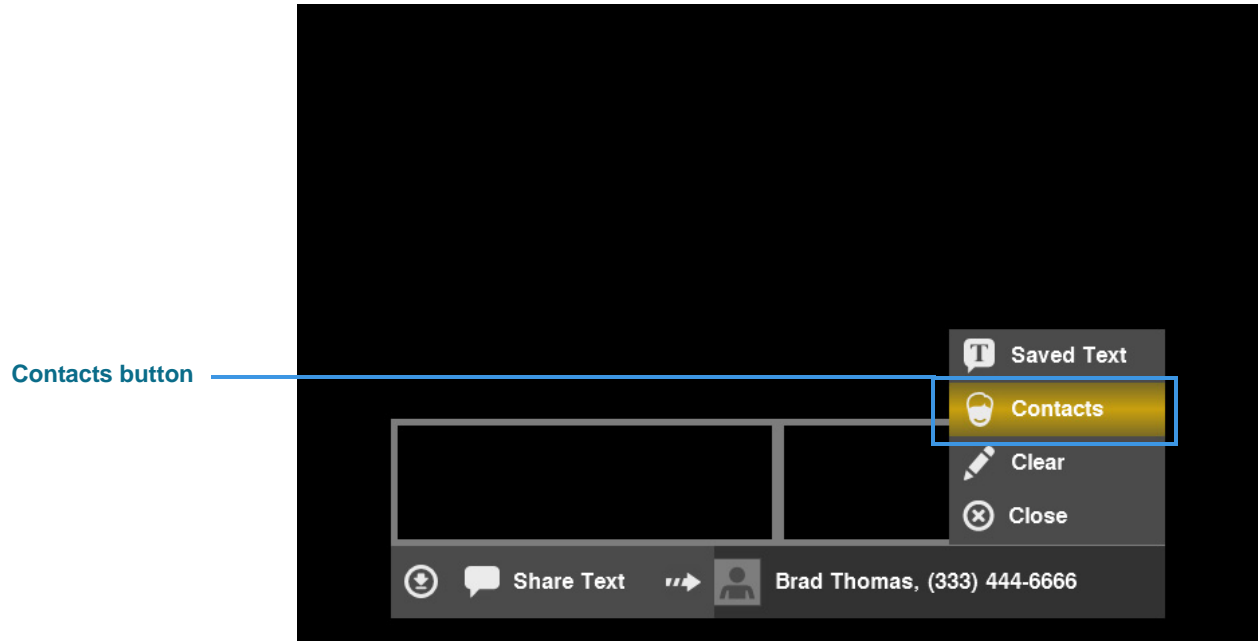 Saved Text
Contacts button
Contacts
Clear
Close
Share Text
Brad Thomas, (333) 444-6666